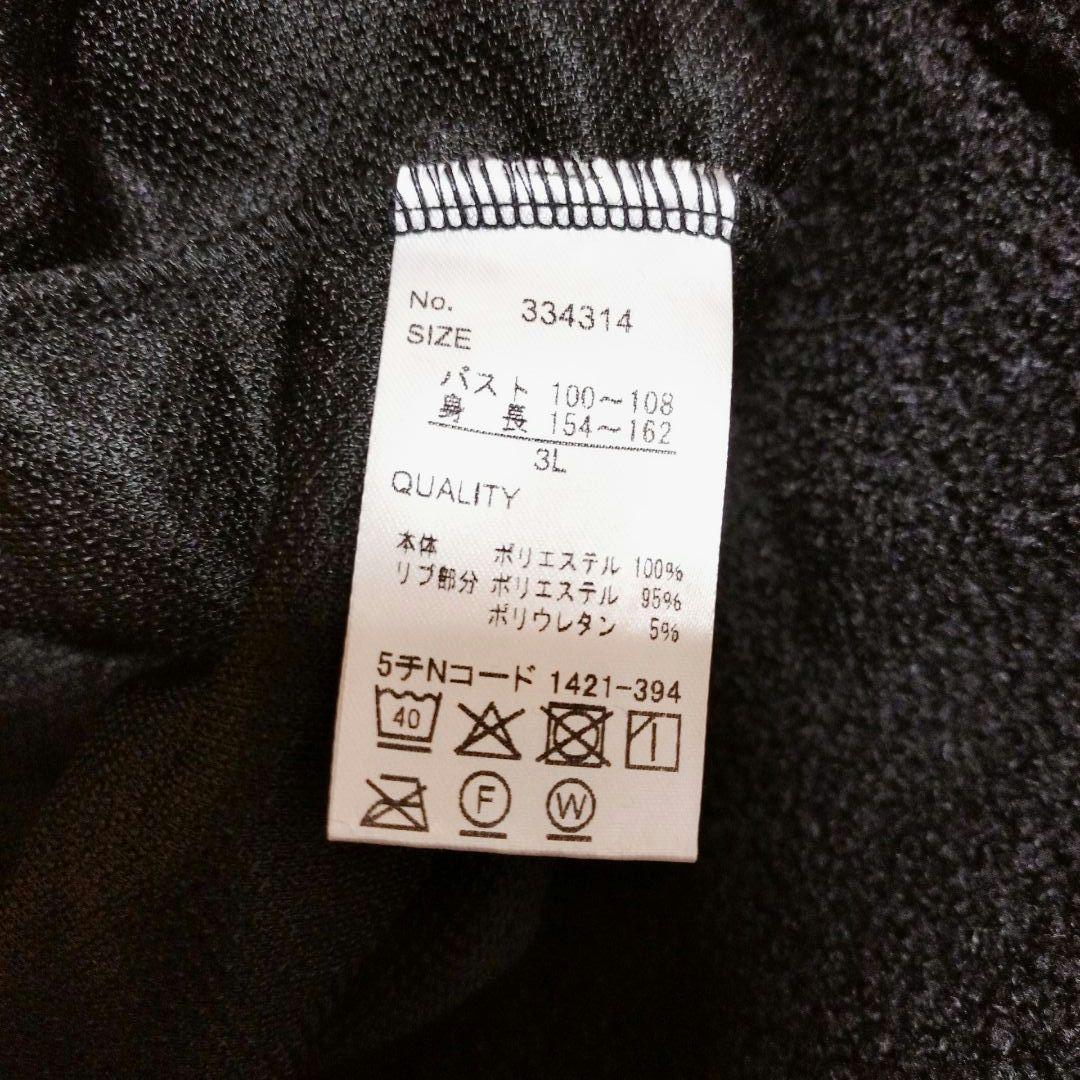 No. 334314
SIZE
バスト 100~108
身長 154~162
3L
QUALITY
本体 ポリエステル 100%
リブ部分 ポリエステル 95%
ポリウレタン 5%
5チNコード 1421-394
40
F W